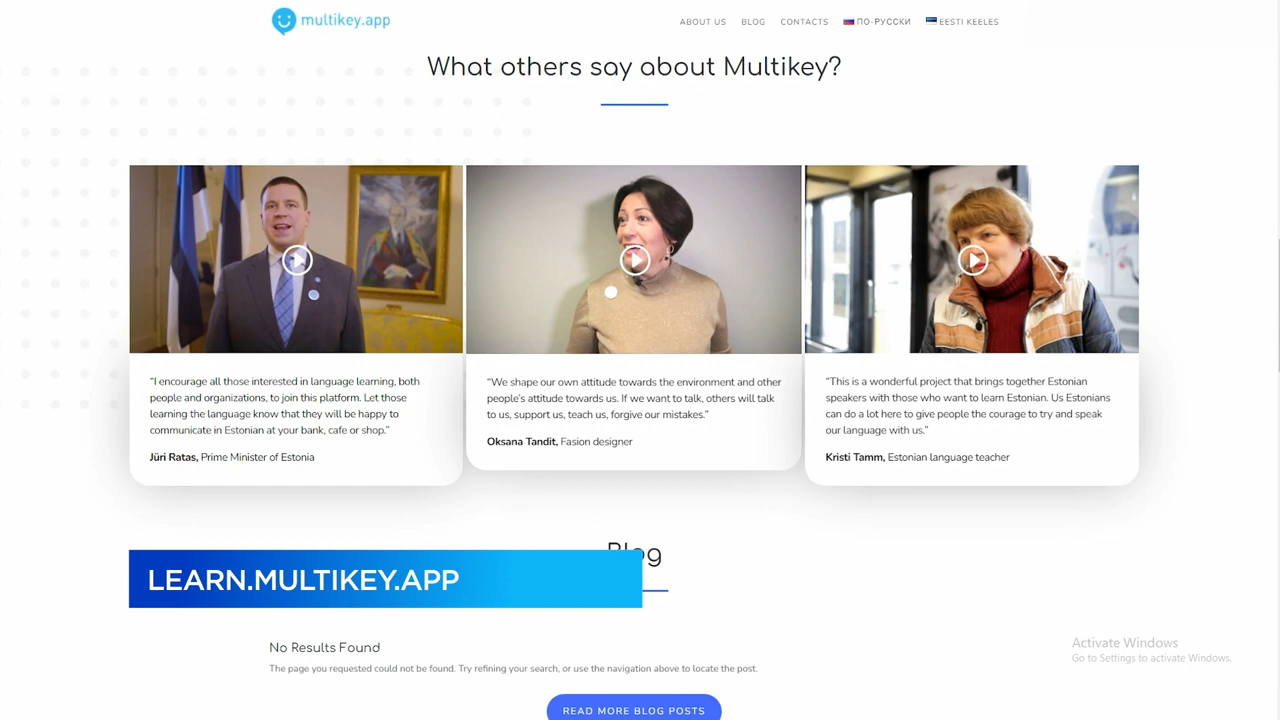 multikey.app
ABOUT US
BLOG
CONTACTS
ПО-РУССКИ
EESTI KEELES
What others say about Multikey?
"I encourage all those interested in language learning, both
people and organizations, to join this platform. Let those
learning the language know that they will be happy to
communicate in Estonian at your bank, cafe or shop."
Jüri Ratas, Prime Minister of Estonia
"We shape our own attitude towards the environment and other
people's attitude towards us. If we want to talk, others will talk
to us, support us, teach us, forgive our mistakes."
Oksana Tandit, Fasion designer
"This is a wonderful project that brings together Estonian
speakers with those who want to learn Estonian. Us Estonians
can do a lot here to give people the courage to try and speak
our language with us."
Kristi Tamm, Estonian language teacher
Blog
LEARN.MULTIKEY.APP
No Results Found
The page you requested could not be found. Try refining your search, or use the navigation above to locate the post.
Activate Windows
Go to Settings to activate Windows.
READ MORE BLOG POSTS